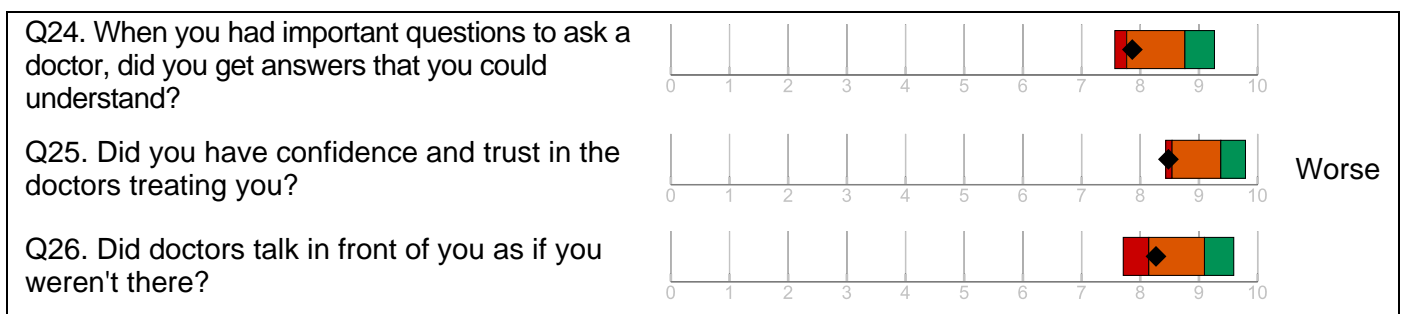 Q24. When you had important questions to ask a
doctor, did you get answers that you could
understand?
0 1 2 3 4 5 6 7 8 9 10
Q25. Did you have confidence and trust in the
doctors treating you?
Worse
0 1 2 3 4 5 6 7 8 9 10
Q26. Did doctors talk in front of you as if you
weren't there?
0 1 2 3 4 5 6 7 8 9 10